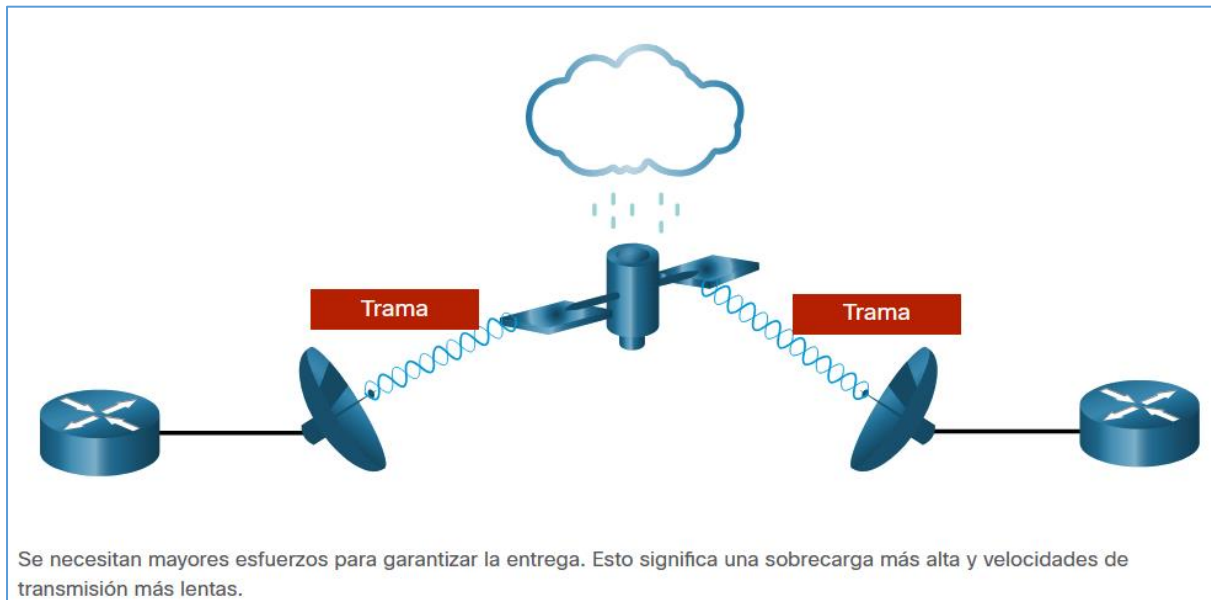 Trama
Trama
Se necesitan mayores esfuerzos para garantizar la entrega. Esto significa una sobrecarga más alta y velocidades de
transmisión más lentas.